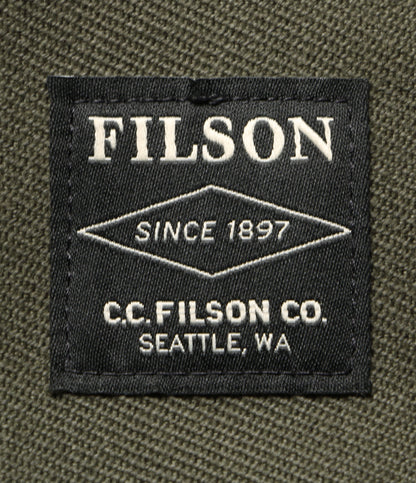 FILSON
SINCE 1897
C.C. FILSON CO.
SEATTLE, WA